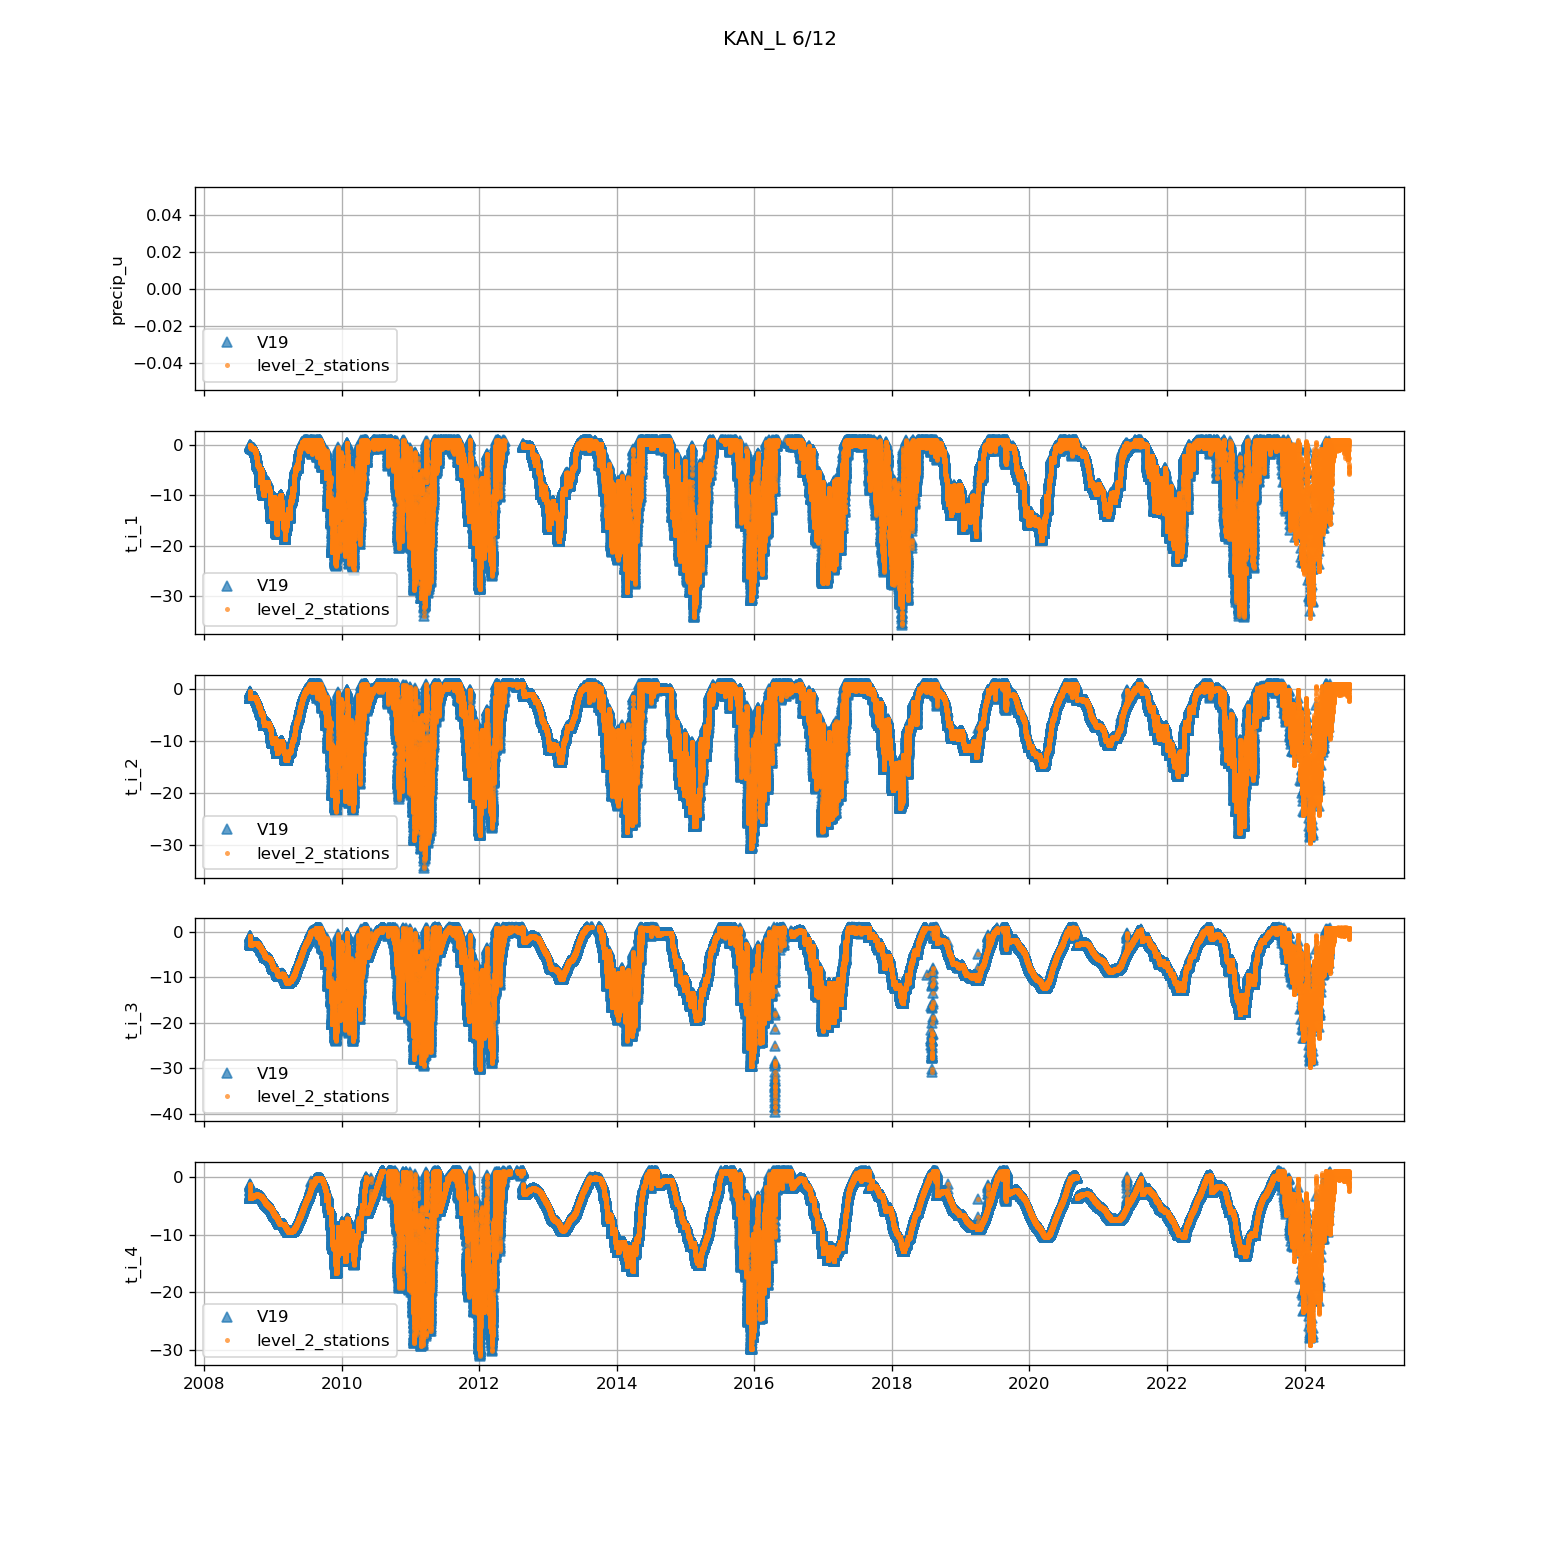 KAN_L 6/12
precip_u
0.04
0.02
0.00
−0.02
−0.04
V19
level_2_stations
t_i_1
0
−10
−20
−30
V19
level_2_stations
t_i_2
0
−10
−20
−30
V19
level_2_stations
t_i_3
0
−10
−20
−30
−40
V19
level_2_stations
t_i_4
0
−10
−20
−30
V19
level_2_stations
2008 2010 2012 2014 2016 2018 2020 2022 2024